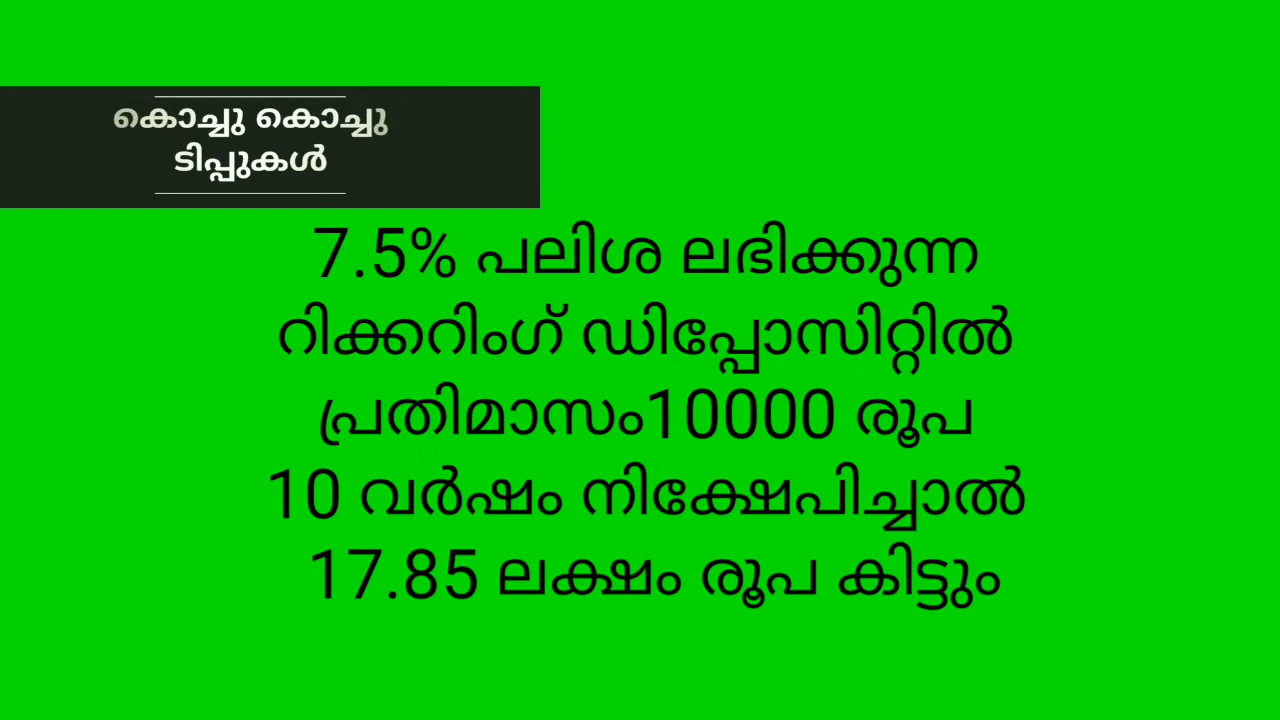 കൊച്ചു കൊച്ചു
ടിപ്പുകൾ
7.5% പലിശ ലഭിക്കുന്ന
റിക്കറിംഗ് ഡിപ്പോസിറ്റിൽ
പ്രതിമാസം10000 രൂപ
10 വർഷം നിക്ഷേപിച്ചാൽ
17.85 ലക്ഷം രൂപ കിട്ടും